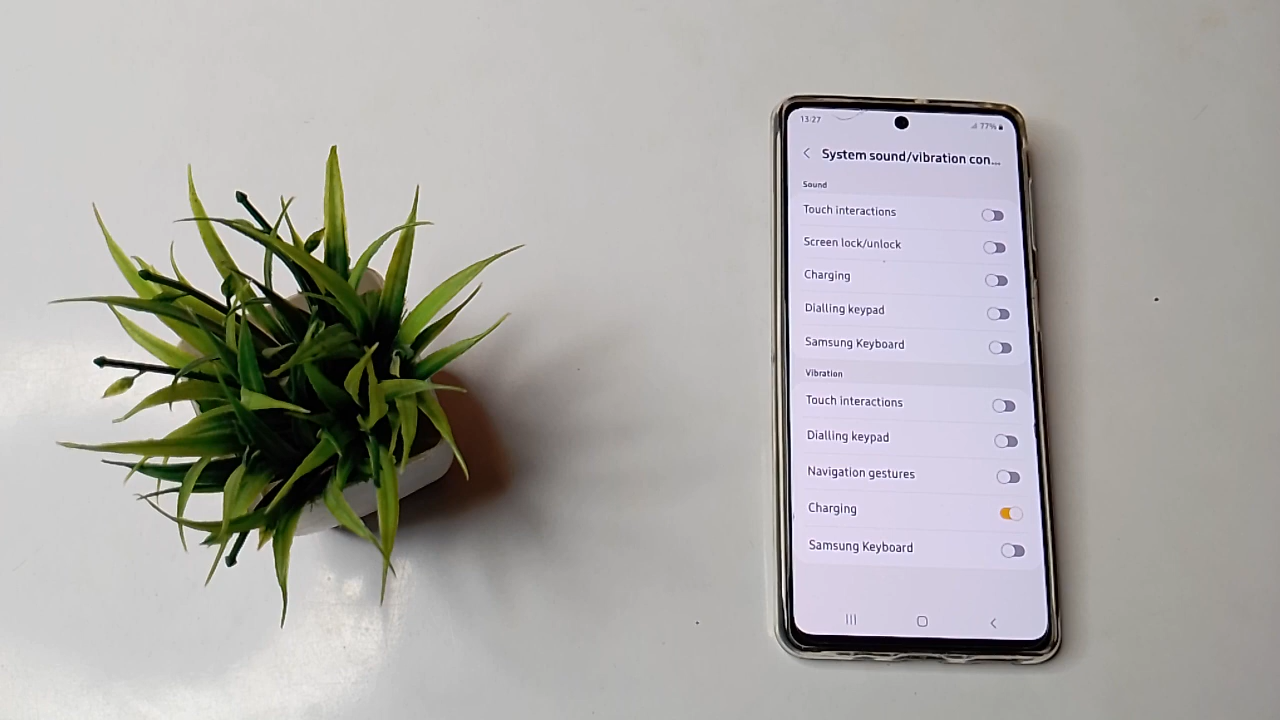 13:27
77%
System sound/vibration con...
Sound
Touch interactions
Screen lock/unlock
Charging
Dialling keypad
Samsung Keyboard
Vibration
Touch interactions
Dialling keypad
Navigation gestures
Charging
Samsung Keyboard